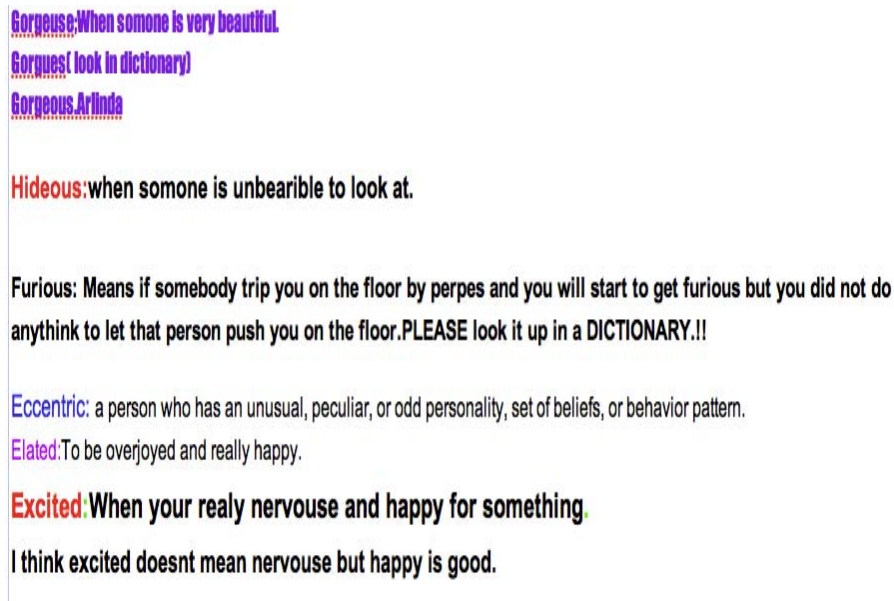 Gorgeuse;When somone is very beautiful.
Gorgues( look in dictionary)
Gorgeous.Arlinda
Hideous:when somone is unbearible to look at.
Furious: Means if somebody trip you on the floor by perpes and you will start to get furious but you did not do
anythink to let that person push you on the floor.PLEASE look it up in a DICTIONARY.!!
Eccentric: a person who has an unusual, peculiar, or odd personality, set of beliefs, or behavior pattern.
Elated:To be overjoyed and really happy.
Excited:When your realy nervouse and happy for something.
I think excited doesnt mean nervouse but happy is good.